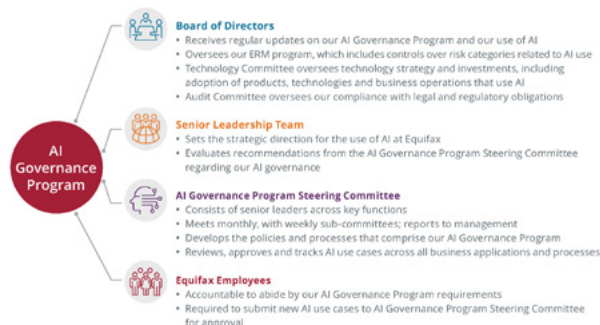 AI
Governance
Program
Board of Directors
• Receives regular updates on our AI Governance Program and our use of AI
• Oversees our ERM program, which includes controls over risk categories related to AI use
• Technology Committee oversees technology strategy and investments, including
adoption of products, technologies and business operations that use AI
• Audit Committee oversees our compliance with legal and regulatory obligations
Senior Leadership Team
• Sets the strategic direction for the use of AI at Equifax
• Evaluates recommendations from the AI Governance Program Steering Committee
regarding our AI governance
AI Governance Program Steering Committee
• Consists of senior leaders across key functions
• Meets monthly, with weekly sub-committees; reports to management
• Develops the policies and processes that comprise our AI Governance Program
• Reviews, approves and tracks AI use cases across all business applications and processes
Equifax Employees
• Accountable to abide by our AI Governance Program requirements
• Required to submit new AI use cases to AI Governance Program Steering Committee
for approval